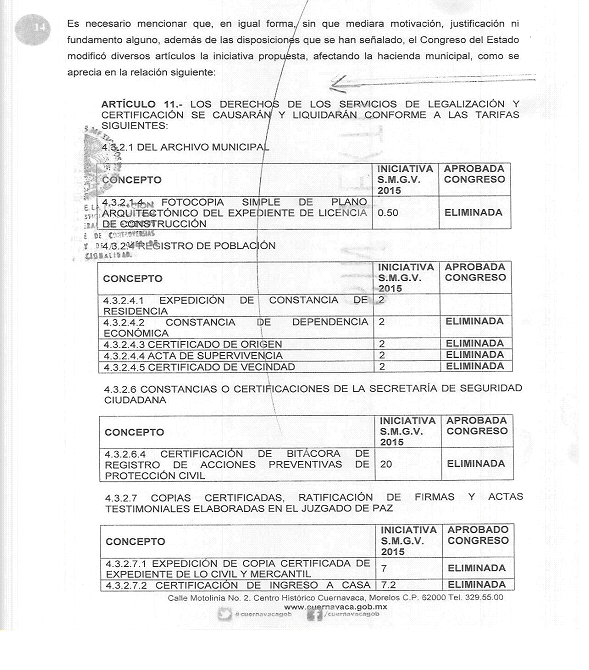 14
Es necesario mencionar que, en igual forma, sin que mediara motivación, justificación ni
fundamento alguno, además de las disposiciones que se han señalado, el Congreso del Estado
modificó diversos artículos la iniciativa propuesta, afectando la hacienda municipal, como se
aprecia en la relación siguiente:
ARTÍCULO 11.- LOS DERECHOS DE LOS SERVICIOS DE LEGALIZACIÓN Y
CERTIFICACIÓN SE CAUSARÁN Y LIQUIDARÁN CONFORME A LAS TARIFAS
SIGUIENTES:
4.3.2.1 DEL ARCHIVO MUNICIPAL
CONCEPTO INICIATIVA S.M.G.V. 2015 APROBADA CONGRESO
4.3.2.1.4 FOTOCOPIA SIMPLE DE PLANO
ARQUITECTÓNICO DEL EXPEDIENTE DE LICENCIA 0.50 ELIMINADA
DE CONSTRUCCIÓN
4.3.2.4 REGISTRO DE POBLACIÓN
CONCEPTO INICIATIVA S.M.G.V. 2015 APROBADA CONGRESO
4.3.2.4.1 EXPEDICIÓN DE CONSTANCIA DE 2
RESIDENCIA
4.3.2.4.2 CONSTANCIA DE DEPENDENCIA 2 ELIMINADA
ECONÓMICA
4.3.2.4.3 CERTIFICADO DE ORIGEN 2 ELIMINADA
4.3.2.4.4 ACTA DE SUPERVIVENCIA 2 ELIMINADA
4.3.2.4.5 CERTIFICADO DE VECINDAD 2 ELIMINADA
4.3.2.6 CONSTANCIAS O CERTIFICACIONES DE LA SECRETARÍA DE SEGURIDAD
CIUDADANA
CONCEPTO INICIATIVA S.M.G.V. 2015 APROBADA CONGRESO
4.3.2.6.4 CERTIFICACIÓN DE BITÁCORA DE
REGISTRO DE ACCIONES PREVENTIVAS DE 20 ELIMINADA
PROTECCIÓN CIVIL
4.3.2.7 COPIAS CERTIFICADAS, RATIFICACIÓN DE FIRMAS Y ACTAS
TESTIMONIALES ELABORADAS EN EL JUZGADO DE PAZ
CONCEPTO INICIATIVA S.M.G.V. 2015 APROBADO CONGRESO
4.3.2.7.1 EXPEDICIÓN DE COPIA CERTIFICADA DE 7 ELIMINADA
EXPEDIENTE DE LO CIVIL Y MERCANTIL
4.3.2.7.2 CERTIFICACIÓN DE INGRESO A CASA 7.2 ELIMINADA
Calle Motolinía No. 2. Centro Histórico Cuernavaca, Morelos C.P. 62000 Tel. 329.55.00
www.cuernavaca.gob.mx
#cuernavacagob /cuernavacagob